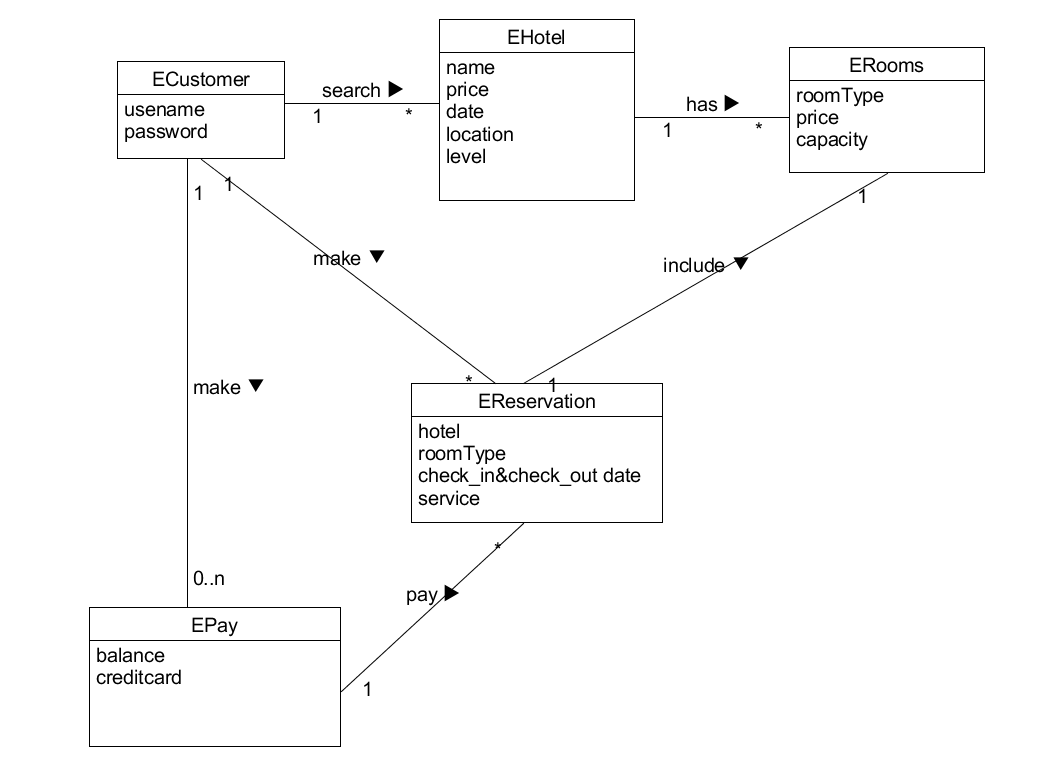 EHotel
name
price
date
location
level
ECustomer
usename
password
search ▶
1
*
ERooms
roomType
price
capacity
has ▶
1
*
1
1
1
make ▼
include ▼
make ▼
*
1
EReservation
hotel
roomType
check_in&check_out date
service
*
pay ▶
0..n
1
EPay
balance
creditcard